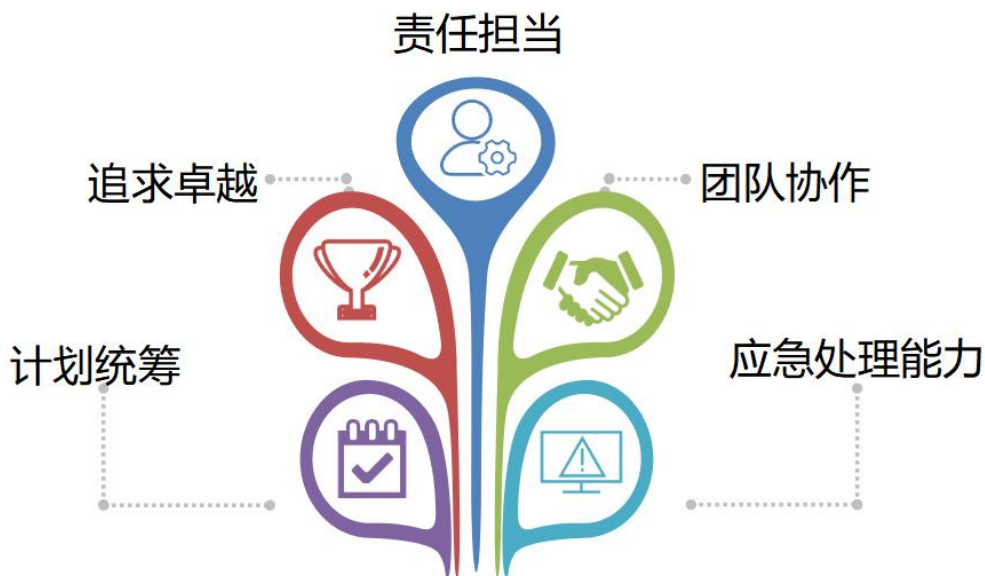 责任担当
追求卓越
团队协作
计划统筹
应急处理能力